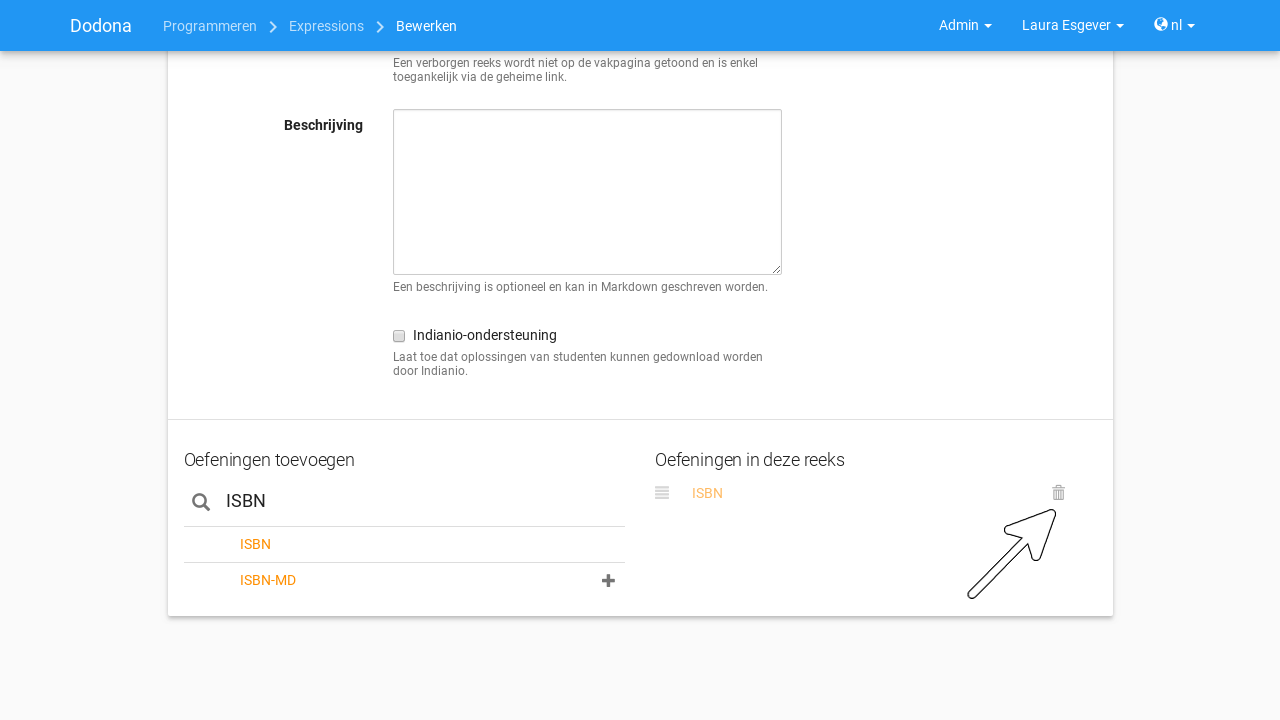 Dodona Programmeren Expressions Bewerken Admin Laura Esgever nl
Een verborgen reeks wordt niet op de vakpagina getoond en is enkel
toegankelijk via de geheime link.
Beschrijving
Een beschrijving is optioneel en kan in Markdown geschreven worden.
Indianio-ondersteuning
Laat toe dat oplossingen van studenten kunnen gedownload worden
door Indianio.
Oefeningen toevoegen
ISBN
ISBN
ISBN-MD
Oefeningen in deze reeks
ISBN